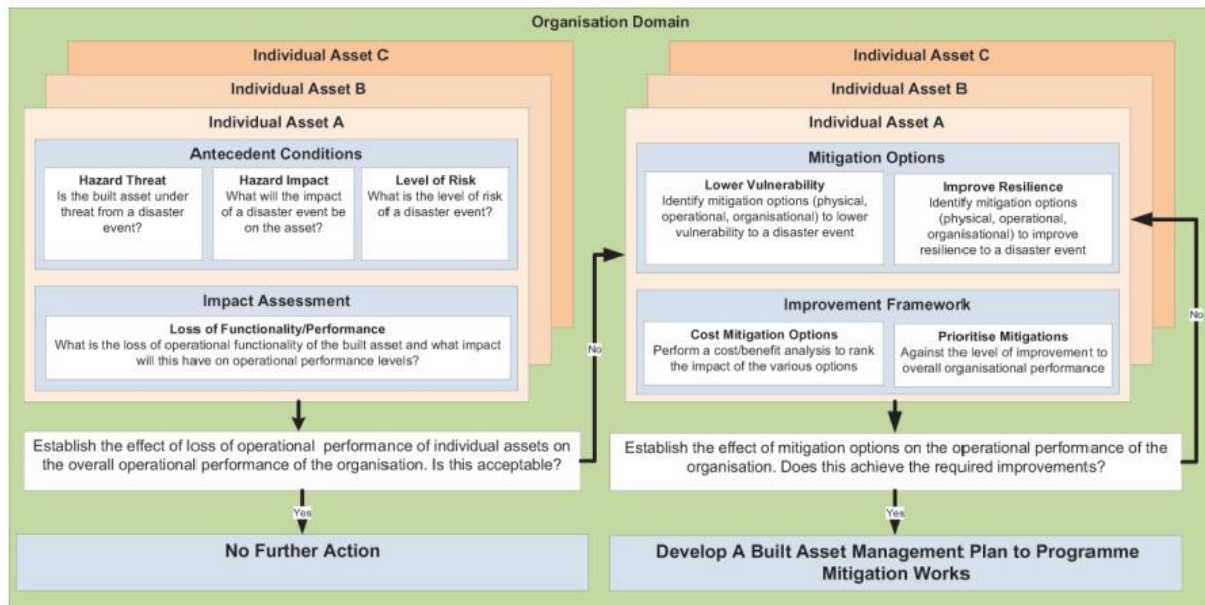 Organisation Domain
Individual Asset C
Individual Asset B
Individual Asset A
Antecedent Conditions
Hazard Threat
Is the built asset under
threat from a disaster
event?
Hazard Impact
What will the impact
of a disaster event be
on the asset?
Level of Risk
What is the level of risk
of a disaster event?
Impact Assessment
Loss of Functionality/Performance
What is the loss of operational functionality of the built asset and what impact
will this have on operational performance levels?
Establish the effect of loss of operational performance of individual assets on
the overall operational performance of the organisation. Is this acceptable?
No
Yes
No Further Action
Individual Asset C
Individual Asset B
Individual Asset A
Mitigation Options
Lower Vulnerability
Identify mitigation options (physical,
operational, organisational) to lower
vulnerability to a disaster event
Improve Resilience
Identify mitigation options
(physical, operational,
organisational) to improve
resilience to a disaster event
Improvement Framework
Cost Mitigation Options
Perform a cost/benefit analysis to rank
the impact of the various options
Prioritise Mitigations
Against the level of improvement to
overall organisational performance
Establish the effect of mitigation options on the operational performance of the
organisation. Does this achieve the required improvements?
No
Yes
Develop A Built Asset Management Plan to Programme
Mitigation Works